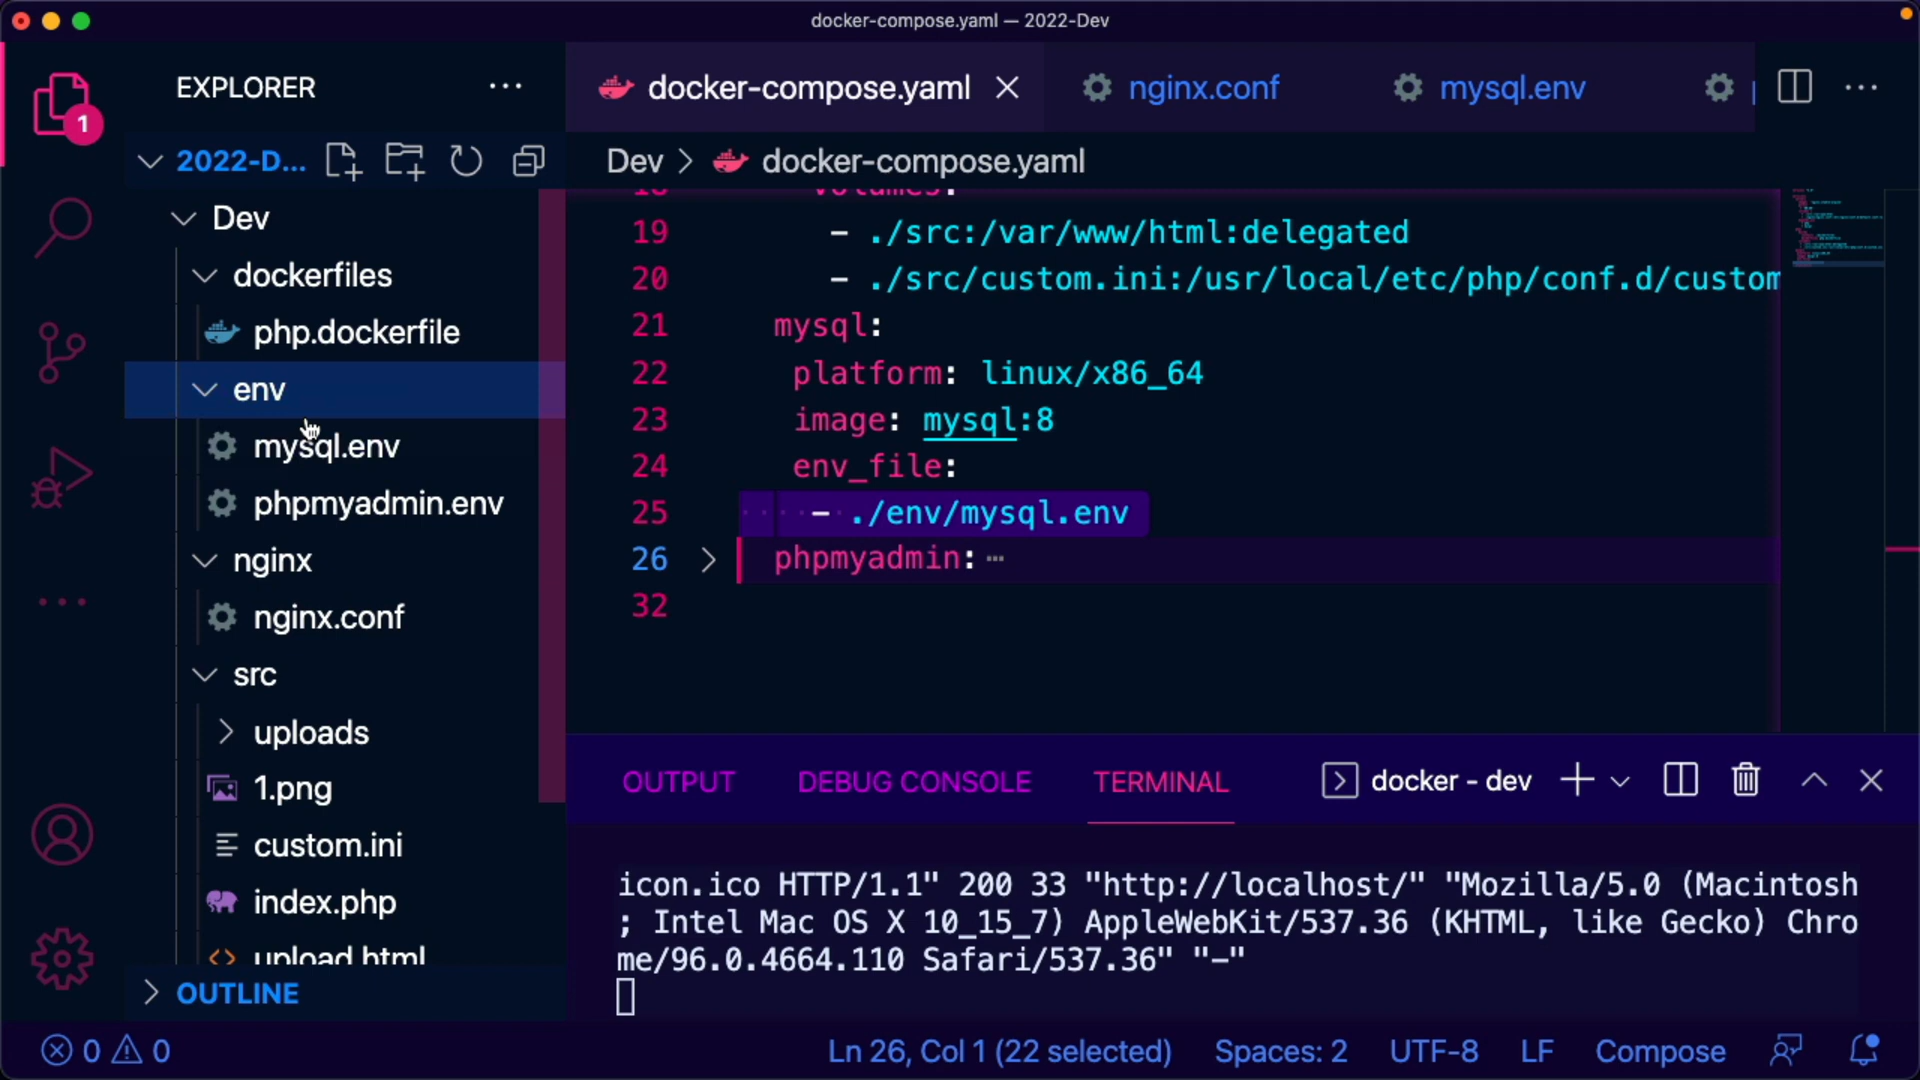 docker-compose.yaml — 2022-Dev
EXPLORER
1
2022-D...
Dev
dockerfiles
php.dockerfile
env
mysql.env
phpmyadmin.env
nginx
nginx.conf
src
uploads
1.png
custom.ini
index.php
upload.html
OUTLINE
docker-compose.yaml
nginx.conf
mysql.env
Dev > docker-compose.yaml
18 volumes:
19 - ./src:/var/www/html:delegated
20 - ./src/custom.ini:/usr/local/etc/php/conf.d/custom
21 mysql:
22 platform: linux/x86_64
23 image: mysql:8
24 env_file:
25 - ./env/mysql.env
26 phpmyadmin: ...
32
OUTPUT
DEBUG CONSOLE
TERMINAL
docker - dev
icon.ico HTTP/1.1" 200 33 "http://localhost/" "Mozilla/5.0 (Macintosh
; Intel Mac OS X 10_15_7) AppleWebKit/537.36 (KHTML, like Gecko) Chro
me/96.0.4664.110 Safari/537.36" "-"
0 0
Ln 26, Col 1 (22 selected)
Spaces: 2
UTF-8
LF
Compose